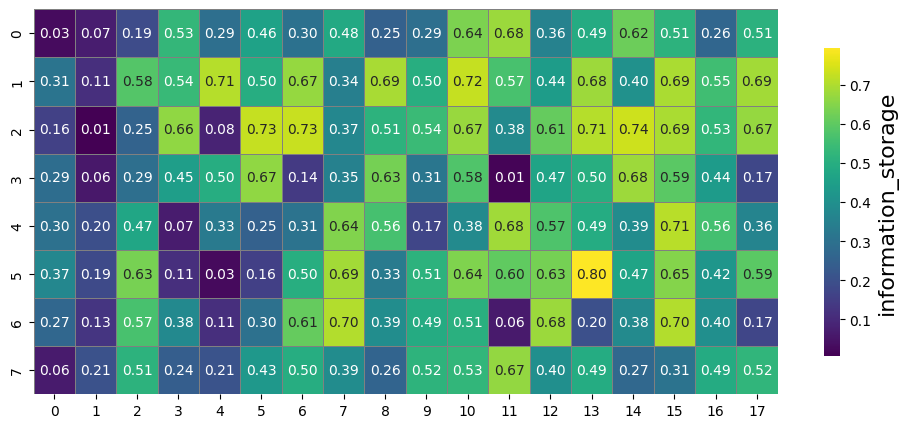 0 0.03 0.07 0.19 0.53 0.29 0.46 0.30 0.48 0.25 0.29 0.64 0.68 0.36 0.49 0.62 0.51 0.26 0.51
1 0.31 0.11 0.58 0.54 0.71 0.50 0.67 0.34 0.69 0.50 0.72 0.57 0.44 0.68 0.40 0.69 0.55 0.69
2 0.16 0.01 0.25 0.66 0.08 0.73 0.73 0.37 0.51 0.54 0.67 0.38 0.61 0.71 0.74 0.69 0.53 0.67
3 0.29 0.06 0.29 0.45 0.50 0.67 0.14 0.35 0.63 0.31 0.58 0.01 0.47 0.50 0.68 0.59 0.44 0.17
4 0.30 0.20 0.47 0.07 0.33 0.25 0.31 0.64 0.56 0.17 0.38 0.68 0.57 0.49 0.39 0.71 0.56 0.36
5 0.37 0.19 0.63 0.11 0.03 0.16 0.50 0.69 0.33 0.51 0.64 0.60 0.63 0.80 0.47 0.65 0.42 0.59
6 0.27 0.13 0.57 0.38 0.11 0.30 0.61 0.70 0.39 0.49 0.51 0.06 0.68 0.20 0.38 0.70 0.40 0.17
7 0.06 0.21 0.51 0.24 0.21 0.43 0.50 0.39 0.26 0.52 0.53 0.67 0.40 0.49 0.27 0.31 0.49 0.52
0 1 2 3 4 5 6 7 8 9 10 11 12 13 14 15 16 17
0.7
0.6
0.5
0.4
0.3
0.2
0.1
information_storage